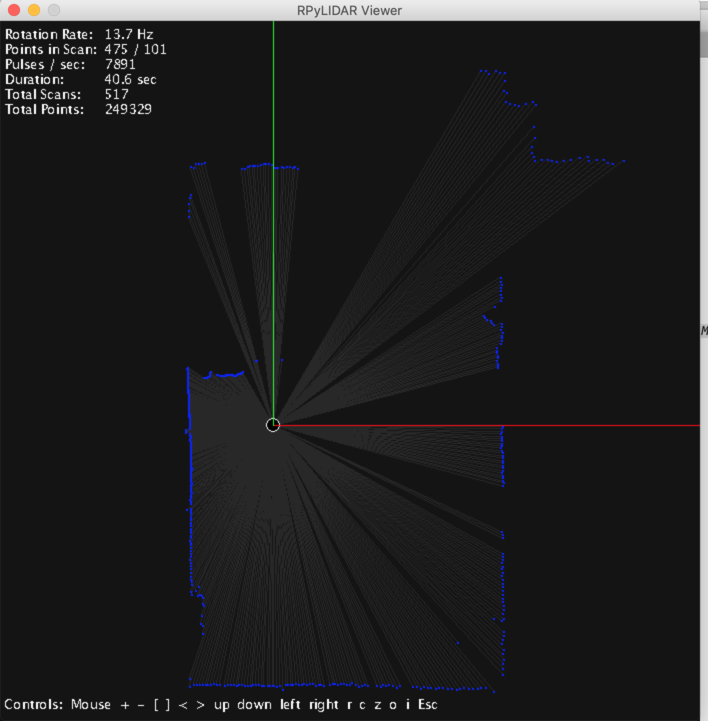 RPyLIDAR Viewer
Rotation Rate: 13.7 Hz
Points in Scan: 475 / 101
Pulses / sec: 7891
Duration: 40.6 sec
Total Scans: 517
Total Points: 249329
M
Controls: Mouse + - [ ] < > up down left right r c z o i Esc